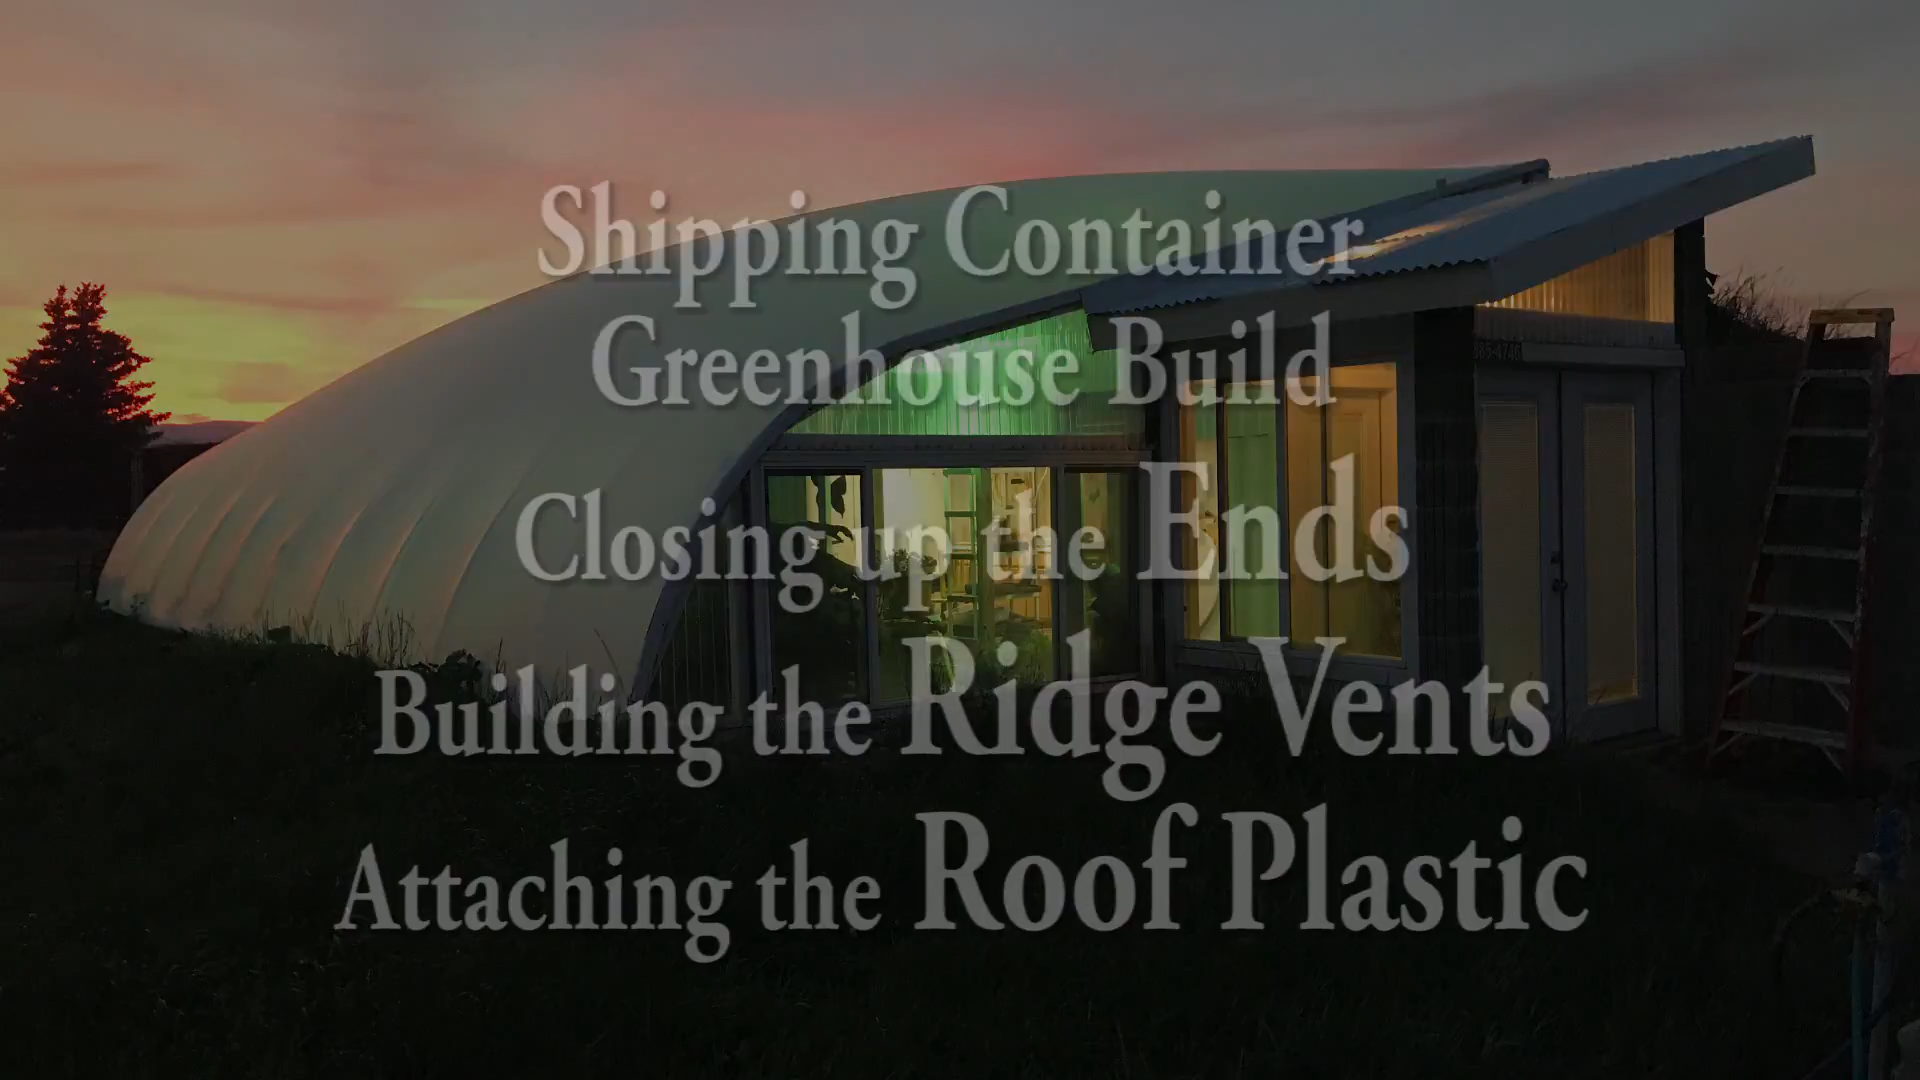 Shipping Container
Greenhouse Build
Closing up the Ends
Building the Ridge Vents
Attaching the Roof Plastic